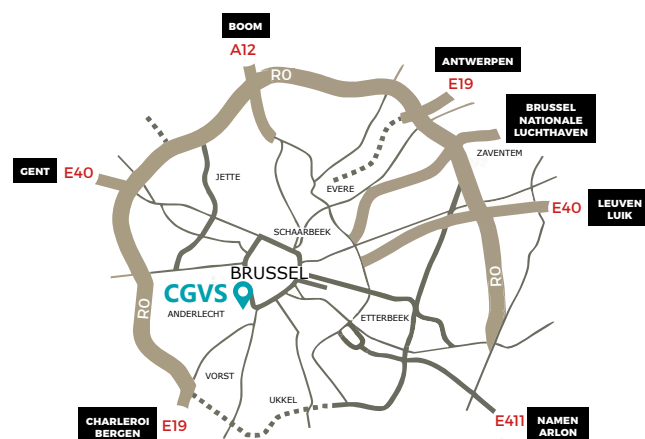 BOOM
A12
R0
ANTWERPEN
E19
BRUSSEL
NATIONALE
LUCHTHAVEN
ZAVENTEM
GENT
E40
JETTE
EVERE
LEUVEN
LUIK
E40
SCHAARBEEK
BRUSSEL
R0
CGVS
R0
ANDERLECHT
ETTERBEEK
VORST
UKKEL
CHARLEROI
BERGEN
E19
E411
NAMEN
ARLON